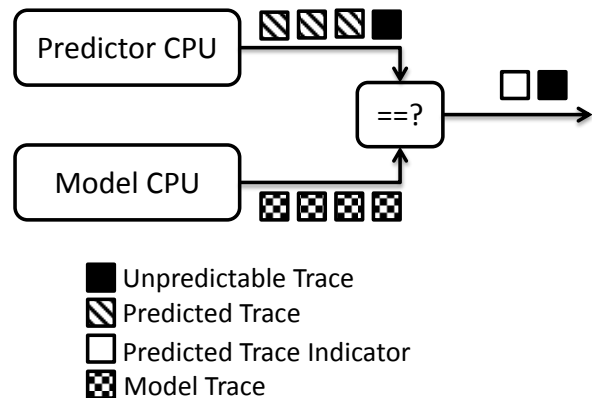 Predictor CPU
==?
Model CPU
Unpredictable Trace
Predicted Trace
Predicted Trace Indicator
Model Trace